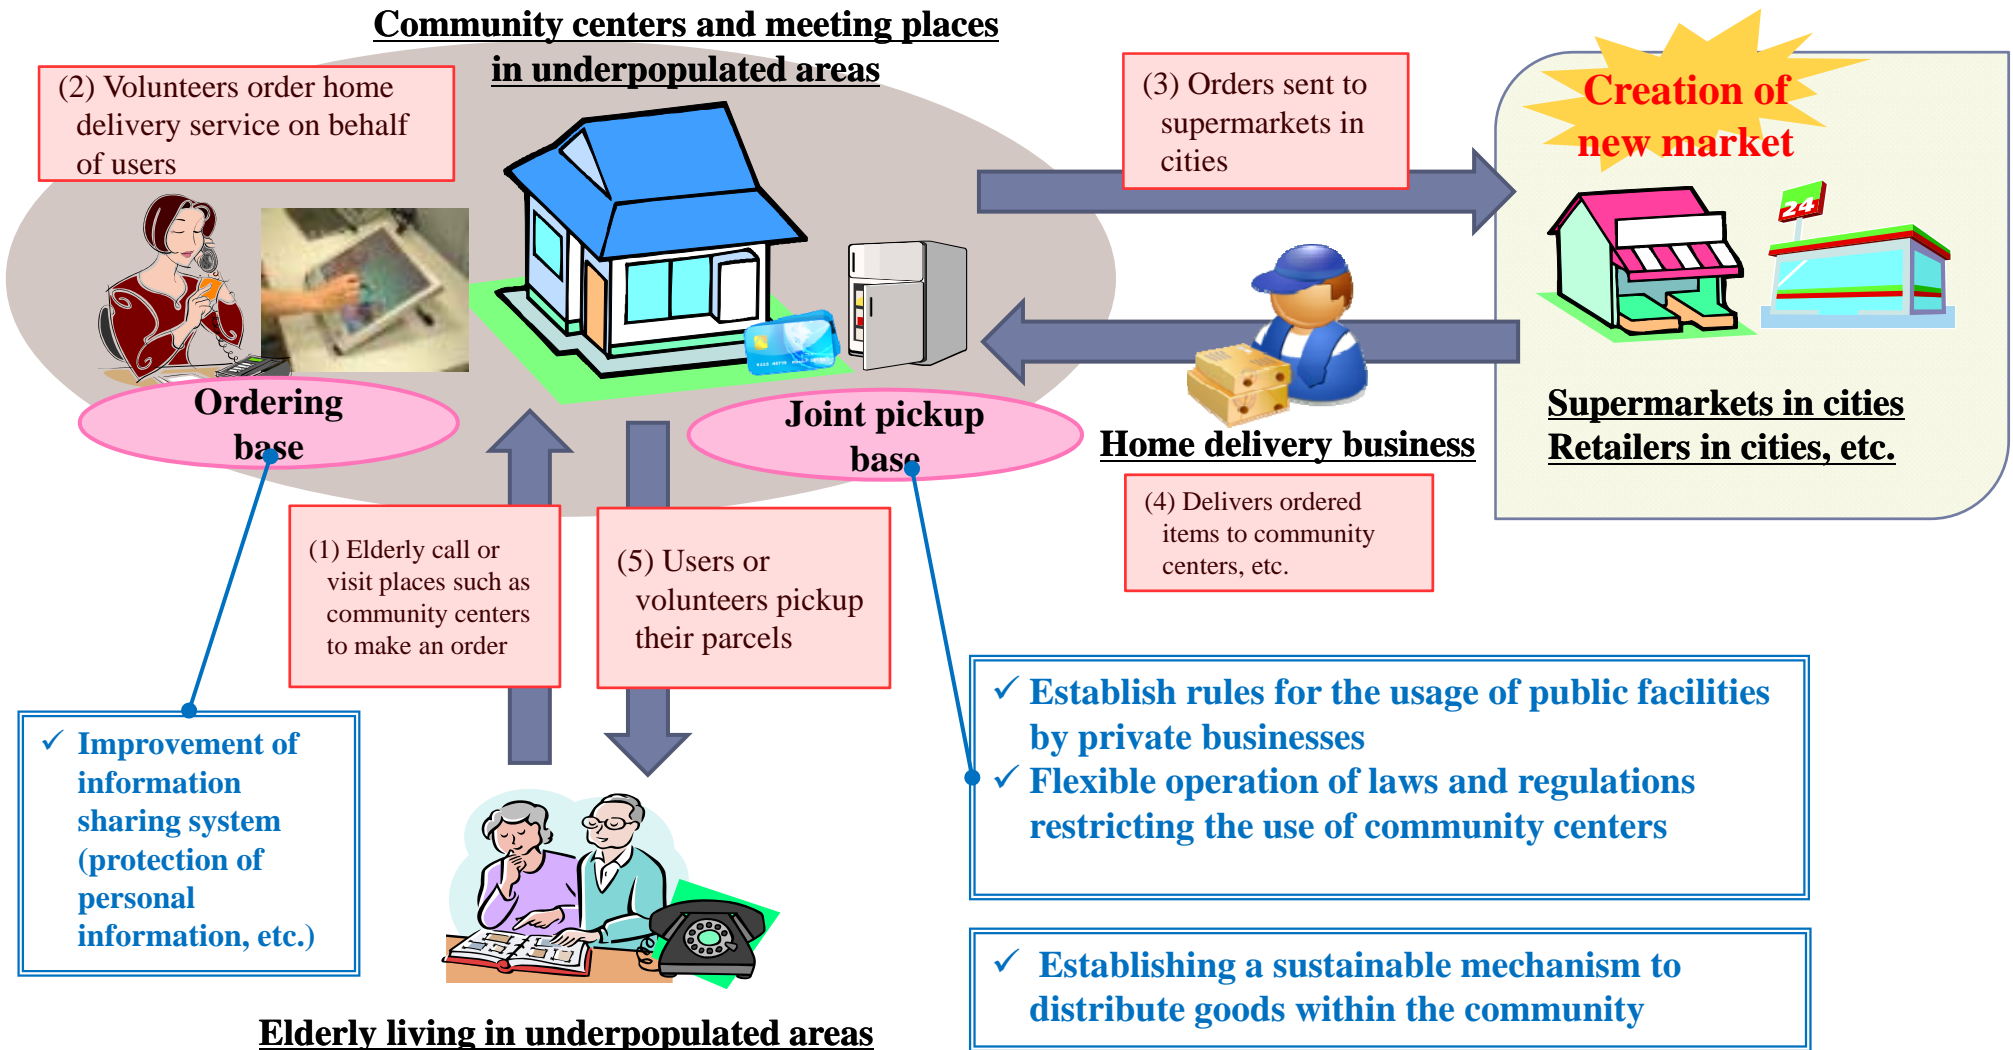 Community centers and meeting places
in underpopulated areas
(2) Volunteers order home
delivery service on behalf
of users
(3) Orders sent to
supermarkets in
cities
Creation of
new market
24
Ordering
base
Joint pickup
base
Home delivery business
Supermarkets in cities
Retailers in cities, etc.
(1) Elderly call or
visit places such as
community centers
to make an order
(5) Users or
volunteers pickup
their parcels
(4) Delivers ordered
items to community
centers, etc.
✓ Improvement of
information
sharing system
(protection of
personal
information, etc.)
✓ Establish rules for the usage of public facilities
by private businesses
✓ Flexible operation of laws and regulations
restricting the use of community centers
✓ Establishing a sustainable mechanism to
distribute goods within the community
Elderly living in underpopulated areas